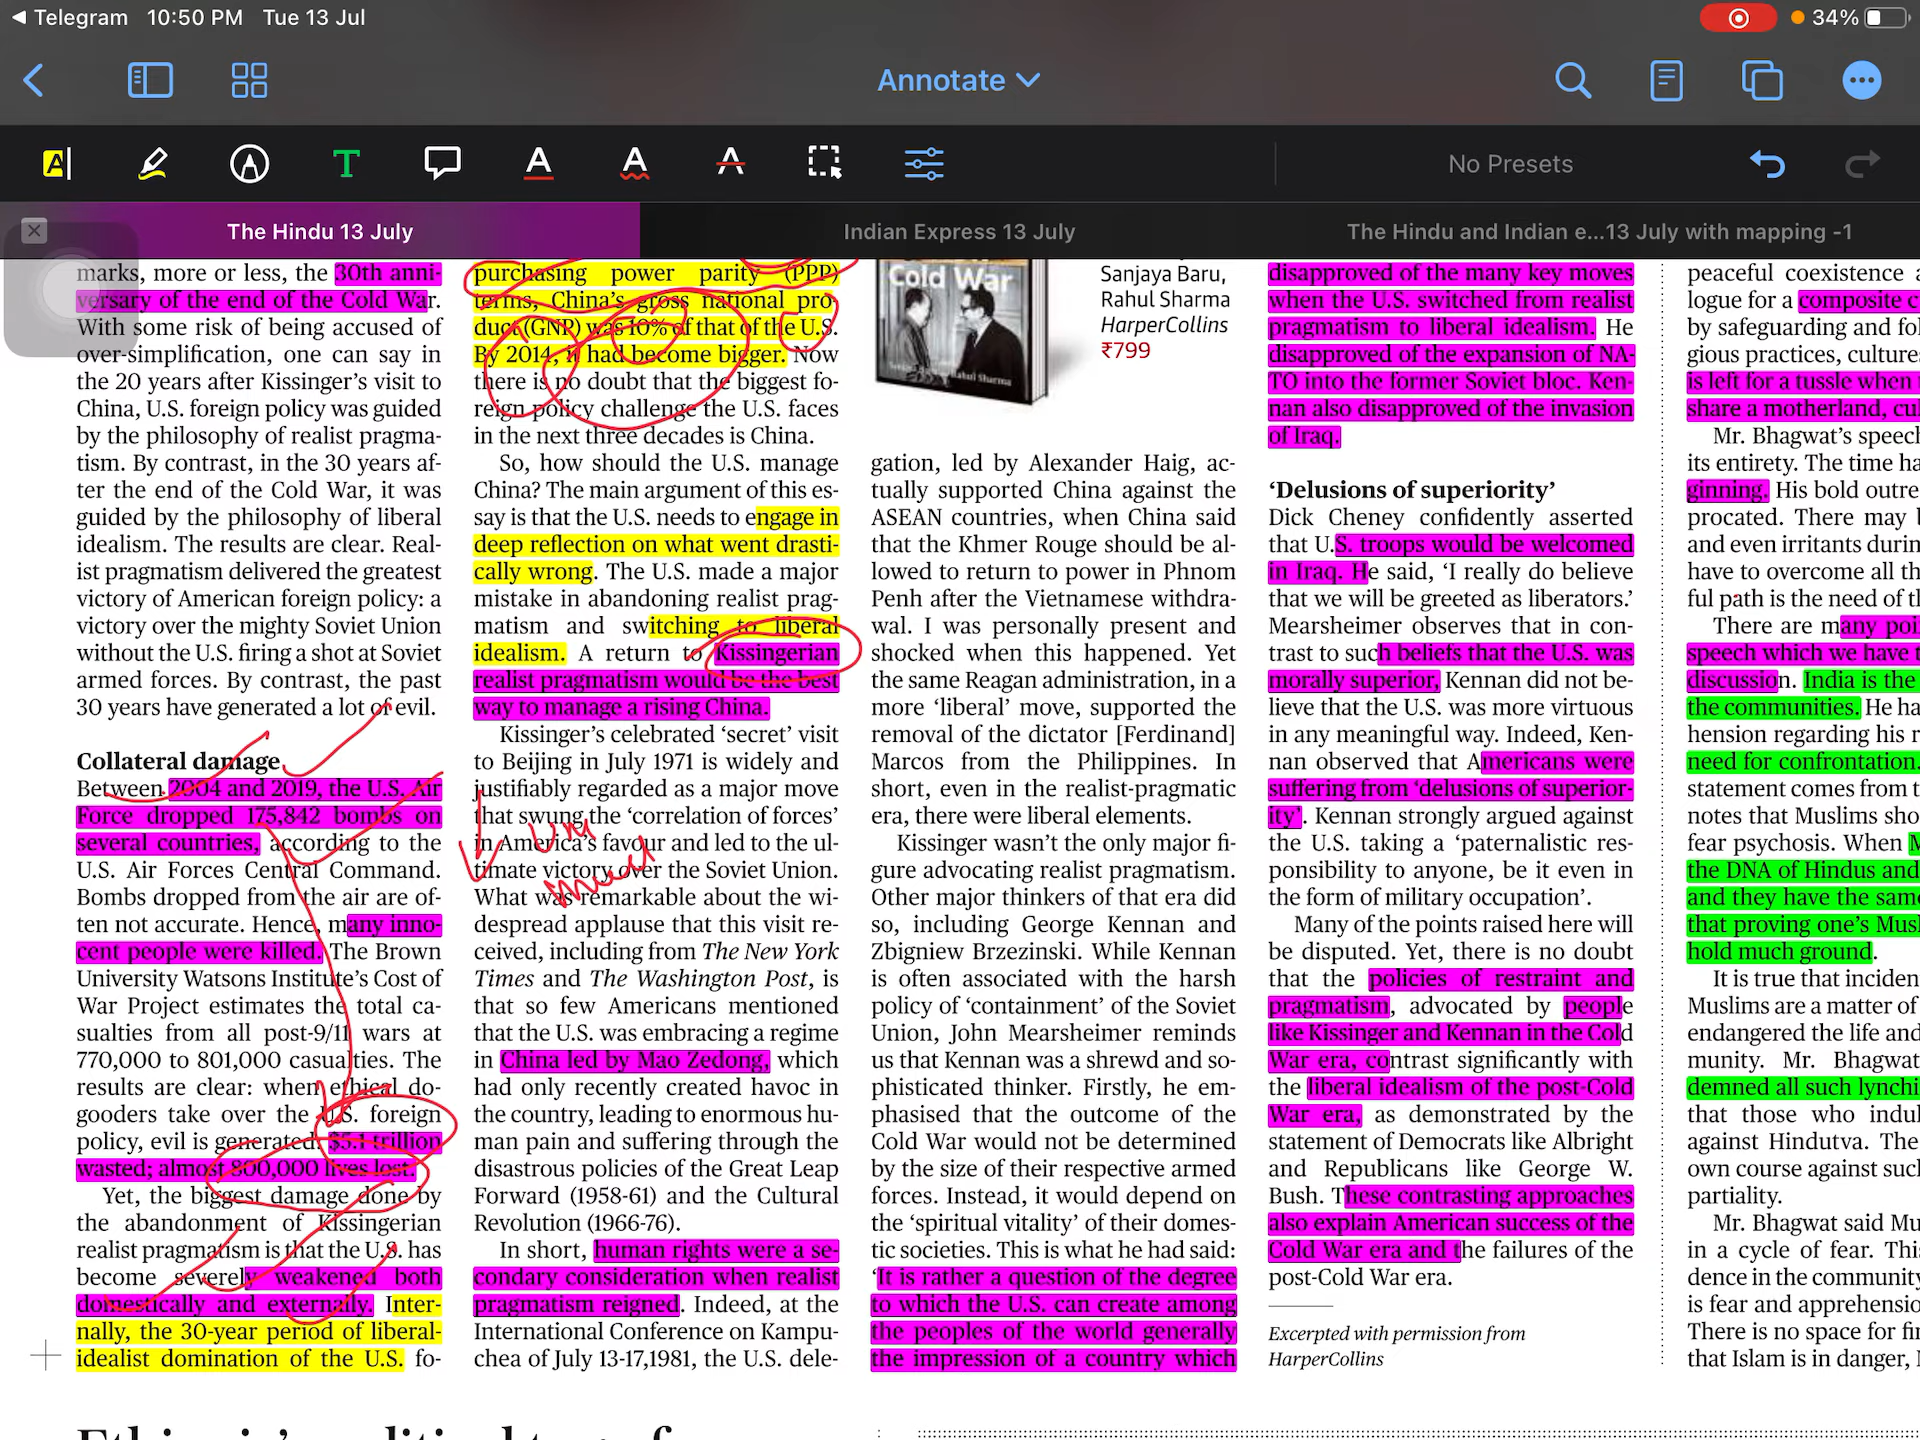 Telegram 10:50 PM Tue 13 Jul
34%
Annotate
A
T
A
A
A
No Presets
The Hindu 13 July
Indian Express 13 July
The Hindu and Indian e...13 July with mapping -1
marks, more or less, the 30th anni-
versary of the end of the Cold War.
With some risk of being accused of
over-simplification, one can say in
the 20 years after Kissinger's visit to
China, U.S. foreign policy was guided
by the philosophy of realist pragma-
tism. By contrast, in the 30 years af-
ter the end of the Cold War, it was
guided by the philosophy of liberal
idealism. The results are clear. Real-
ist pragmatism delivered the greatest
victory of American foreign policy: a
victory over the mighty Soviet Union
without the U.S. firing a shot at Soviet
armed forces. By contrast, the past
30 years have generated a lot of evil.
Collateral damage
Between 2004 and 2019, the U.S. Air
Force dropped 175,842 bombs on
several countries, according to the
U.S. Air Forces Central Command.
Bombs dropped from the air are of-
ten not accurate. Hence, many inno-
cent people were killed. The Brown
University Watsons Institute's Cost of
War Project estimates the total ca-
sualties from all post-9/11 wars at
770,000 to 801,000 casualties. The
results are clear: when ethical do-
gooders take over the U.S. foreign
policy, evil is generated. $5.1 trillion
wasted; almost 800,000 lives lost.
Yet, the biggest damage done by
the abandonment of Kissingerian
realist pragmatism is that the U.S. has
become severely weakened both
domestically and externally. Inter-
nally, the 30-year period of liberal-
idealist domination of the U.S. fo-
purchasing power parity (PPP)
terms, China's gross national pro-
duct (GNP) was 10% of that of the U.S.
By 2014, it had become bigger. Now
there is no doubt that the biggest fo-
reign policy challenge the U.S. faces
in the next three decades is China.
So, how should the U.S. manage
China? The main argument of this es-
say is that the U.S. needs to engage in
deep reflection on what went drasti-
cally wrong. The U.S. made a major
mistake in abandoning realist prag-
matism and switching to liberal
idealism. A return to Kissingerian
realist pragmatism would be the best
way to manage a rising China.
Kissinger's celebrated 'secret' visit
to Beijing in July 1971 is widely and
justifiably regarded as a major move
that swung the 'correlation of forces'
in America's favour and led to the ul-
timate victory over the Soviet Union.
What was remarkable about the wi-
despread applause that this visit re-
ceived, including from The New York
Times and The Washington Post, is
that so few Americans mentioned
that the U.S. was embracing a regime
in China led by Mao Zedong, which
had only recently created havoc in
the country, leading to enormous hu-
man pain and suffering through the
disastrous policies of the Great Leap
Forward (1958-61) and the Cultural
Revolution (1966-76).
In short, human rights were a se-
condary consideration when realist
pragmatism reigned. Indeed, at the
International Conference on Kampu-
chea of July 13-17,1981, the U.S. dele-
Cold War
Sanjaya Baru,
Rahul Sharma
HarperCollins
₹799
gation, led by Alexander Haig, ac-
tually supported China against the
ASEAN countries, when China said
that the Khmer Rouge should be al-
lowed to return to power in Phnom
Penh after the Vietnamese withdra-
wal. I was personally present and
shocked when this happened. Yet
the same Reagan administration, in a
more 'liberal' move, supported the
removal of the dictator [Ferdinand]
Marcos from the Philippines. In
short, even in the realist-pragmatic
era, there were liberal elements.
Kissinger wasn't the only major fi-
gure advocating realist pragmatism.
Other major thinkers of that era did
so, including George Kennan and
Zbigniew Brzezinski. While Kennan
is often associated with the harsh
policy of 'containment' of the Soviet
Union, John Mearsheimer reminds
us that Kennan was a shrewd and so-
phisticated thinker. Firstly, he em-
phasised that the outcome of the
Cold War would not be determined
by the size of their respective armed
forces. Instead, it would depend on
the 'spiritual vitality' of their domes-
tic societies. This is what he had said:
'It is rather a question of the degree
to which the U.S. can create among
the peoples of the world generally
the impression of a country which
disapproved of the many key moves
when the U.S. switched from realist
pragmatism to liberal idealism. He
disapproved of the expansion of NA-
TO into the former Soviet bloc. Ken-
nan also disapproved of the invasion
of Iraq.
'Delusions of superiority'
Dick Cheney confidently asserted
that U.S. troops would be welcomed
in Iraq. He said, 'I really do believe
that we will be greeted as liberators.'
Mearsheimer observes that in con-
trast to such beliefs that the U.S. was
morally superior, Kennan did not be-
lieve that the U.S. was more virtuous
in any meaningful way. Indeed, Ken-
nan observed that Americans were
suffering from 'delusions of superior-
ity'. Kennan strongly argued against
the U.S. taking a 'paternalistic res-
ponsibility to anyone, be it even in
the form of military occupation'.
Many of the points raised here will
be disputed. Yet, there is no doubt
that the policies of restraint and
pragmatism, advocated by people
like Kissinger and Kennan in the Cold
War era, contrast significantly with
the liberal idealism of the post-Cold
War era, as demonstrated by the
statement of Democrats like Albright
and Republicans like George W.
Bush. These contrasting approaches
also explain American success of the
Cold War era and the failures of the
post-Cold War era.
Excerpted with permission from
HarperCollins
peaceful coexistence
logue for a composite c
by safeguarding and fol
gious practices, cultures
is left for a tussle when
share a motherland, cul
Mr. Bhagwat's speech
its entirety. The time ha
ginning. His bold outre
procated. There may
and even irritants durin
have to overcome all th
ful path is the need of th
There are many poi
speech which we have
discussion. India is the
the communities. He ha
hension regarding his r
need for confrontation.
statement comes from t
notes that Muslims sho
fear psychosis. When M
the DNA of Hindus and
and they have the same
that proving one's Mus
hold much ground.
It is true that inciden
Muslims are a matter of
endangered the life and
munity. Mr. Bhagwat
demned all such lynchi
that those who indul
against Hindutva. The
own course against such
partiality.
Mr. Bhagwat said Mu
in a cycle of fear. This
dence in the community
is fear and apprehensio
There is no space for fi
that Islam is in danger,